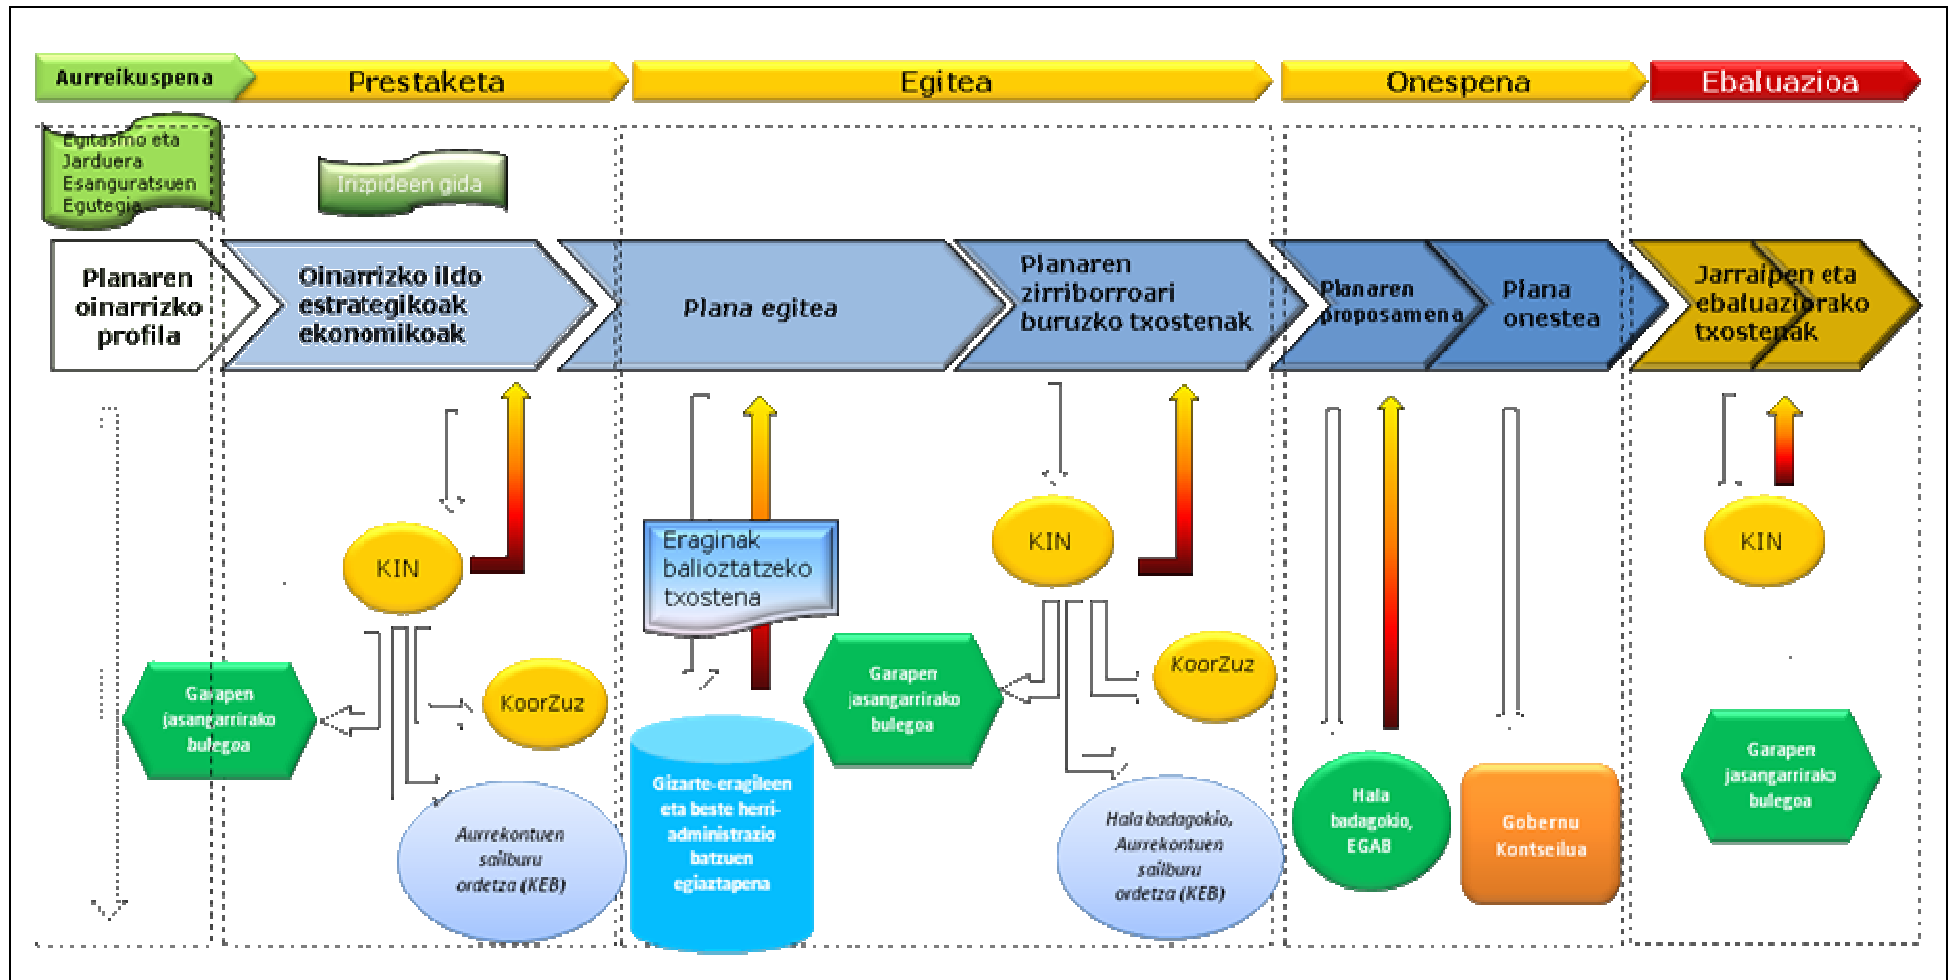 Aurreikuspena
Prestaketa
Egitea
Onespena
Ebaluazioa
Egitasmo eta
Jarduera
Esanguratsuen
Egutegia
Irizpideen gida
Planaren
oinarrizko
profila
Oinarrizko ildo
estrategikoak
ekonomikoak
Plana egitea
Planaren
zirriborroari
buruzko txostenak
Planaren
proposamena
Plana
onestea
Jarraipen eta
ebaluaziorako
txostenak
KIN
Eraginak
balioztatzeko
txostena
KIN
KIN
Garapen
jasangarrirako
bulegoa
KoorZuz
Garapen
jasangarrirako
bulegoa
KoorZuz
Aurrekontuen
sailburu
ordetza (KEB)
Gizarte-eragileen
eta beste herri-
administrazio
batzuen
egiaztapena
Hala badagokio,
Aurrekontuen
sailburu
ordetza (KEB)
Hala
badagokio,
EGAB
Gobernu
Kontseilua
Garapen
jasangarrirako
bulegoa